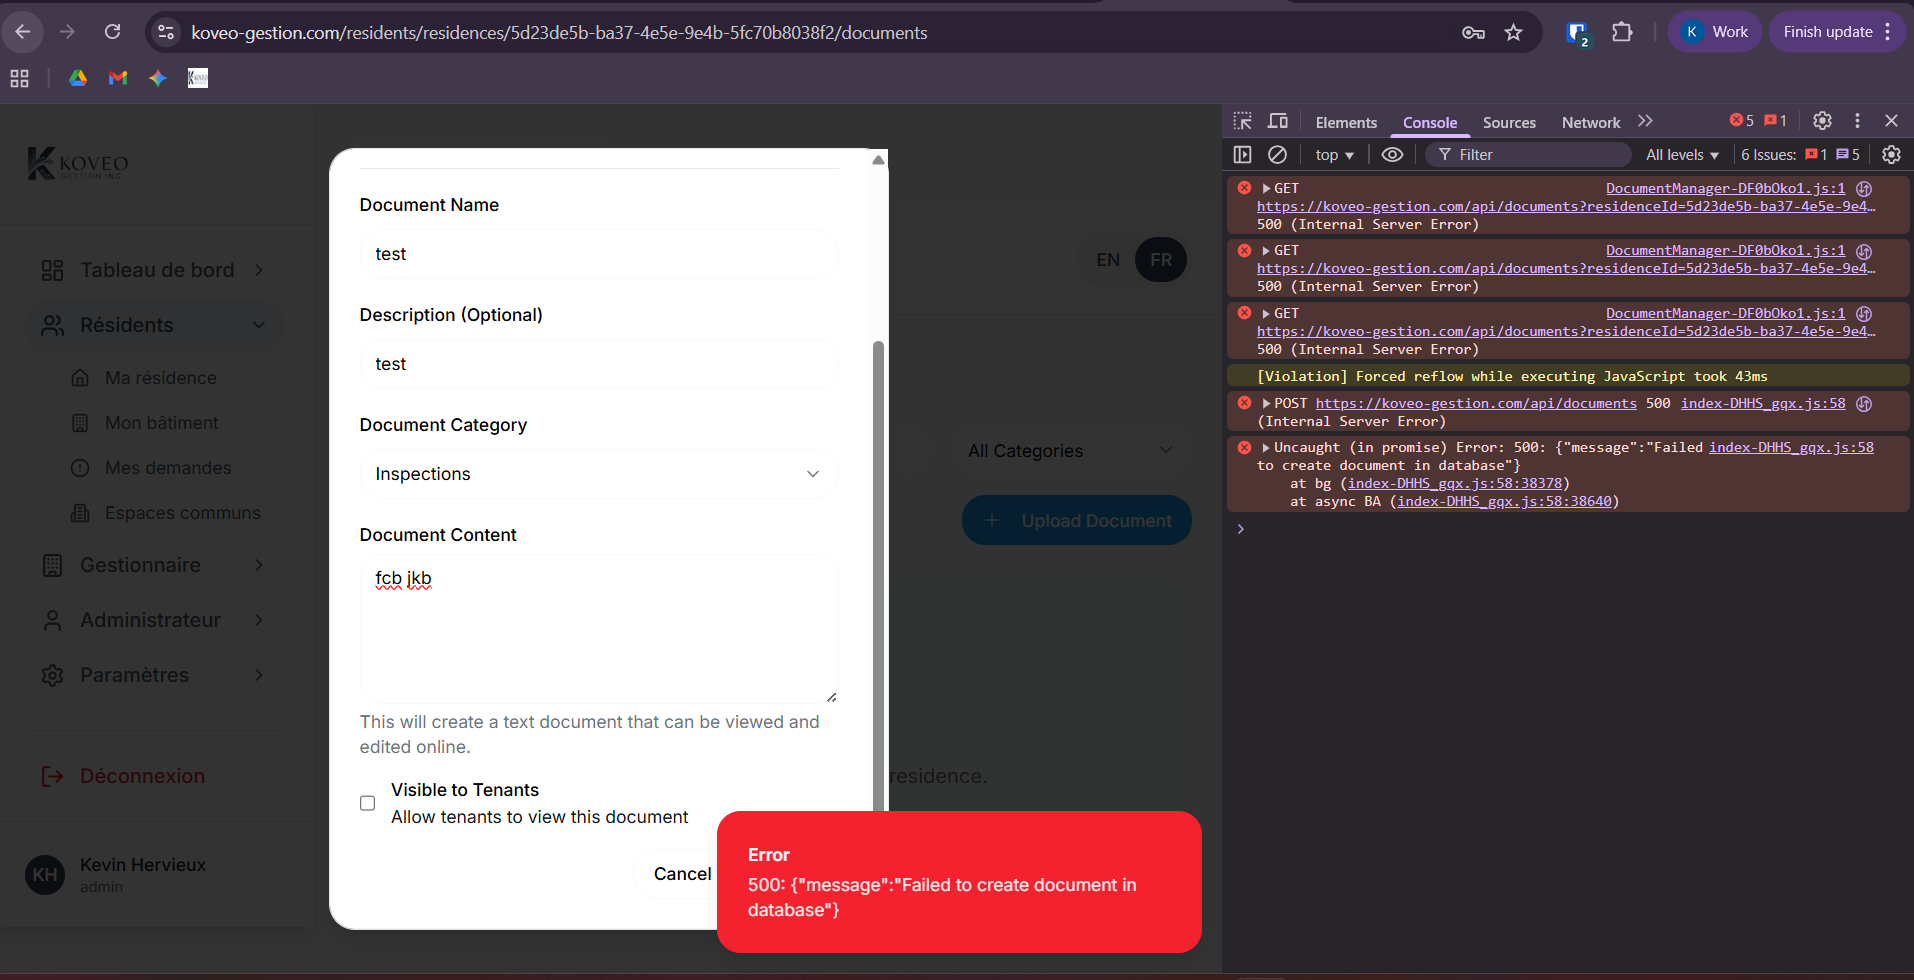 koveo-gestion.com/residents/residences/5d23de5b-ba37-4e5e-9e4b-5fc70b8038f2/documents
2
K
Work
Finish update
KOVEO
GESTION INC
Tableau de bord
Résidents
Ma résidence
Mon bâtiment
Mes demandes
Espaces communs
Gestionnaire
Administrateur
Paramètres
Déconnexion
KH
Kevin Hervieux
admin
EN
FR
All Categories
Upload Document
residence.
Document Name
test
Description (Optional)
test
Document Category
Inspections
Document Content
fcb jkb
This will create a text document that can be viewed and
edited online.
Visible to Tenants
Allow tenants to view this document
Cancel
Error
500: {"message":"Failed to create document in
database"}
Elements
Console
Sources
Network
5
1
top
Filter
All levels
6 Issues:
1
5
GET DocumentManager-DF0bOko1.js:1
https://koveo-gestion.com/api/documents?residenceId=5d23de5b-ba37-4e5e-9e4…
500 (Internal Server Error)
GET DocumentManager-DF0bOko1.js:1
https://koveo-gestion.com/api/documents?residenceId=5d23de5b-ba37-4e5e-9e4…
500 (Internal Server Error)
GET DocumentManager-DF0bOko1.js:1
https://koveo-gestion.com/api/documents?residenceId=5d23de5b-ba37-4e5e-9e4…
500 (Internal Server Error)
[Violation] Forced reflow while executing JavaScript took 43ms
POST https://koveo-gestion.com/api/documents 500 index-DHHS_gqx.js:58
(Internal Server Error)
Uncaught (in promise) Error: 500: {"message":"Failed index-DHHS_gqx.js:58
to create document in database"}
at bg (index-DHHS_gqx.js:58:38378)
at async BA (index-DHHS_gqx.js:58:38640)